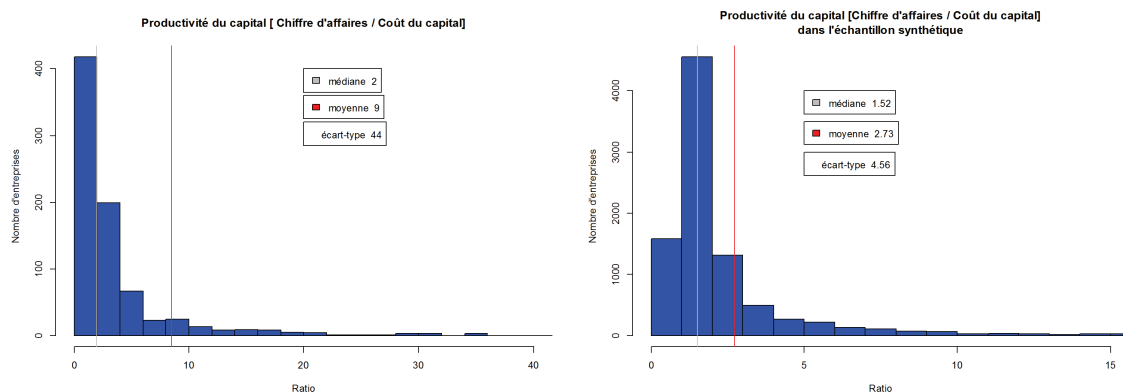 Productivité du capital [ Chiffre d'affaires / Coût du capital]
médiane 2
moyenne 9
écart-type 44
Nombre d'entreprises
0
100
200
300
400
0
10
20
30
40
Ratio
Productivité du capital [Chiffre d'affaires / Coût du capital]
dans l'échantillon synthétique
médiane 1.52
moyenne 2.73
écart-type 4.56
Nombre d'entreprises
0
1000
2000
3000
4000
0
5
10
15
Ratio